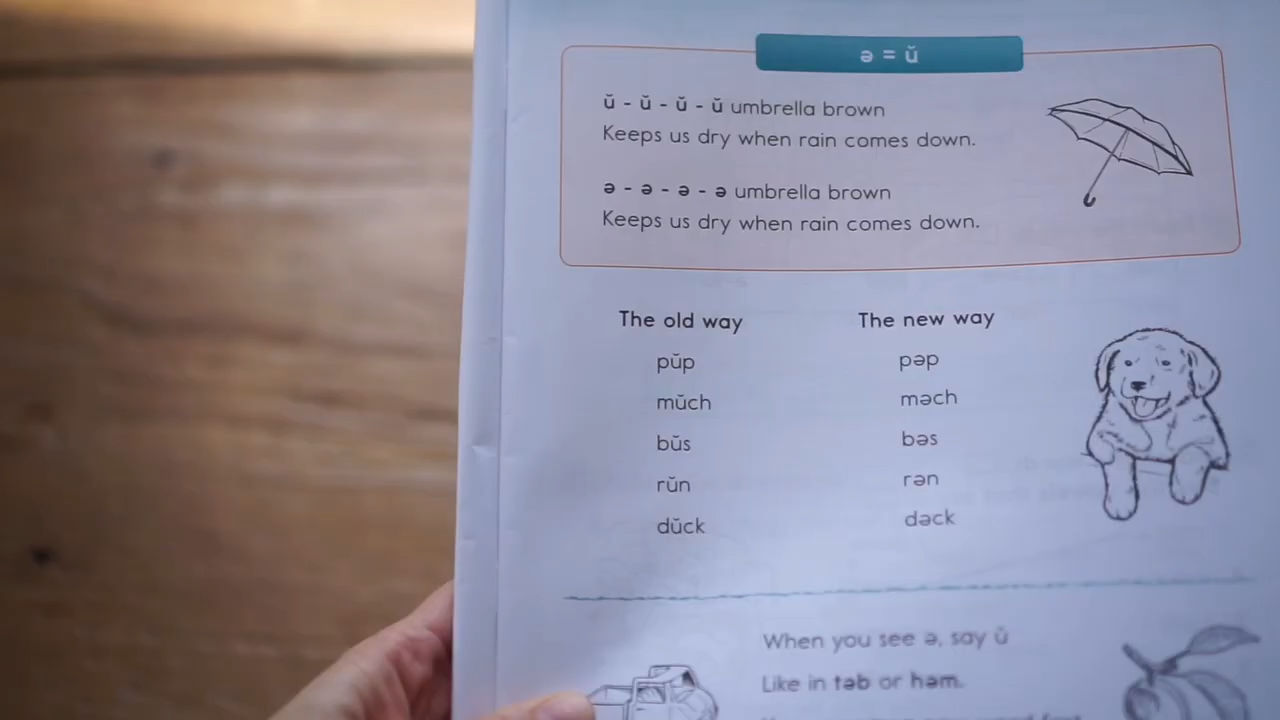 ə = ŭ
ŭ - ŭ - ŭ - ŭ umbrella brown
Keeps us dry when rain comes down.
ə - ə - ə - ə umbrella brown
Keeps us dry when rain comes down.
The old way The new way
pŭp pəp
mŭch məch
bŭs bəs
rŭn rən
dŭck dəck
When you see ə, say ŭ
Like in təb or həm.